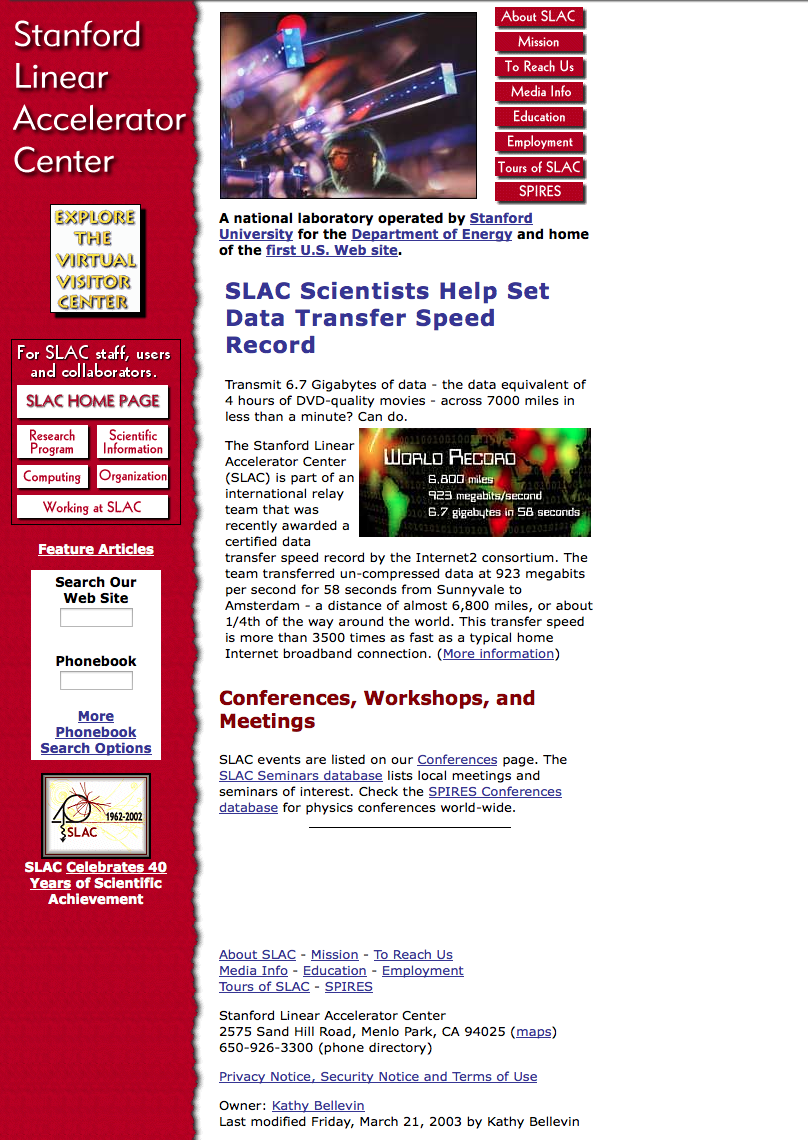 Stanford
Linear
Accelerator
Center
EXPLORE
THE
VIRTUAL
VISITOR
CENTER
For SLAC staff, users
and collaborators.
SLAC HOME PAGE
Research
Program
Scientific
Information
Computing
Organization
Working at SLAC
Feature Articles
Search Our
Web Site
Phonebook
More
Phonebook
Search Options
40
1962-2002
SLAC
SLAC Celebrates 40
Years of Scientific
Achievement
About SLAC
Mission
To Reach Us
Media Info
Education
Employment
Tours of SLAC
SPIRES
A national laboratory operated by Stanford
University for the Department of Energy and home
of the first U.S. Web site.
SLAC Scientists Help Set
Data Transfer Speed
Record
Transmit 6.7 Gigabytes of data - the data equivalent of
4 hours of DVD-quality movies - across 7000 miles in
less than a minute? Can do.
The Stanford Linear
Accelerator Center
(SLAC) is part of an
international relay
team that was
recently awarded a
certified data
transfer speed record by the Internet2 consortium. The
team transferred un-compressed data at 923 megabits
per second for 58 seconds from Sunnyvale to
Amsterdam - a distance of almost 6,800 miles, or about
1/4th of the way around the world. This transfer speed
is more than 3500 times as fast as a typical home
Internet broadband connection. (More information)
World Record
6,800 miles
923 megabits/second
6.7 gigabytes in 58 seconds
Conferences, Workshops, and
Meetings
SLAC events are listed on our Conferences page. The
SLAC Seminars database lists local meetings and
seminars of interest. Check the SPIRES Conferences
database for physics conferences world-wide.
About SLAC - Mission - To Reach Us
Media Info - Education - Employment
Tours of SLAC - SPIRES
Stanford Linear Accelerator Center
2575 Sand Hill Road, Menlo Park, CA 94025 (maps)
650-926-3300 (phone directory)
Privacy Notice, Security Notice and Terms of Use
Owner: Kathy Bellevin
Last modified Friday, March 21, 2003 by Kathy Bellevin